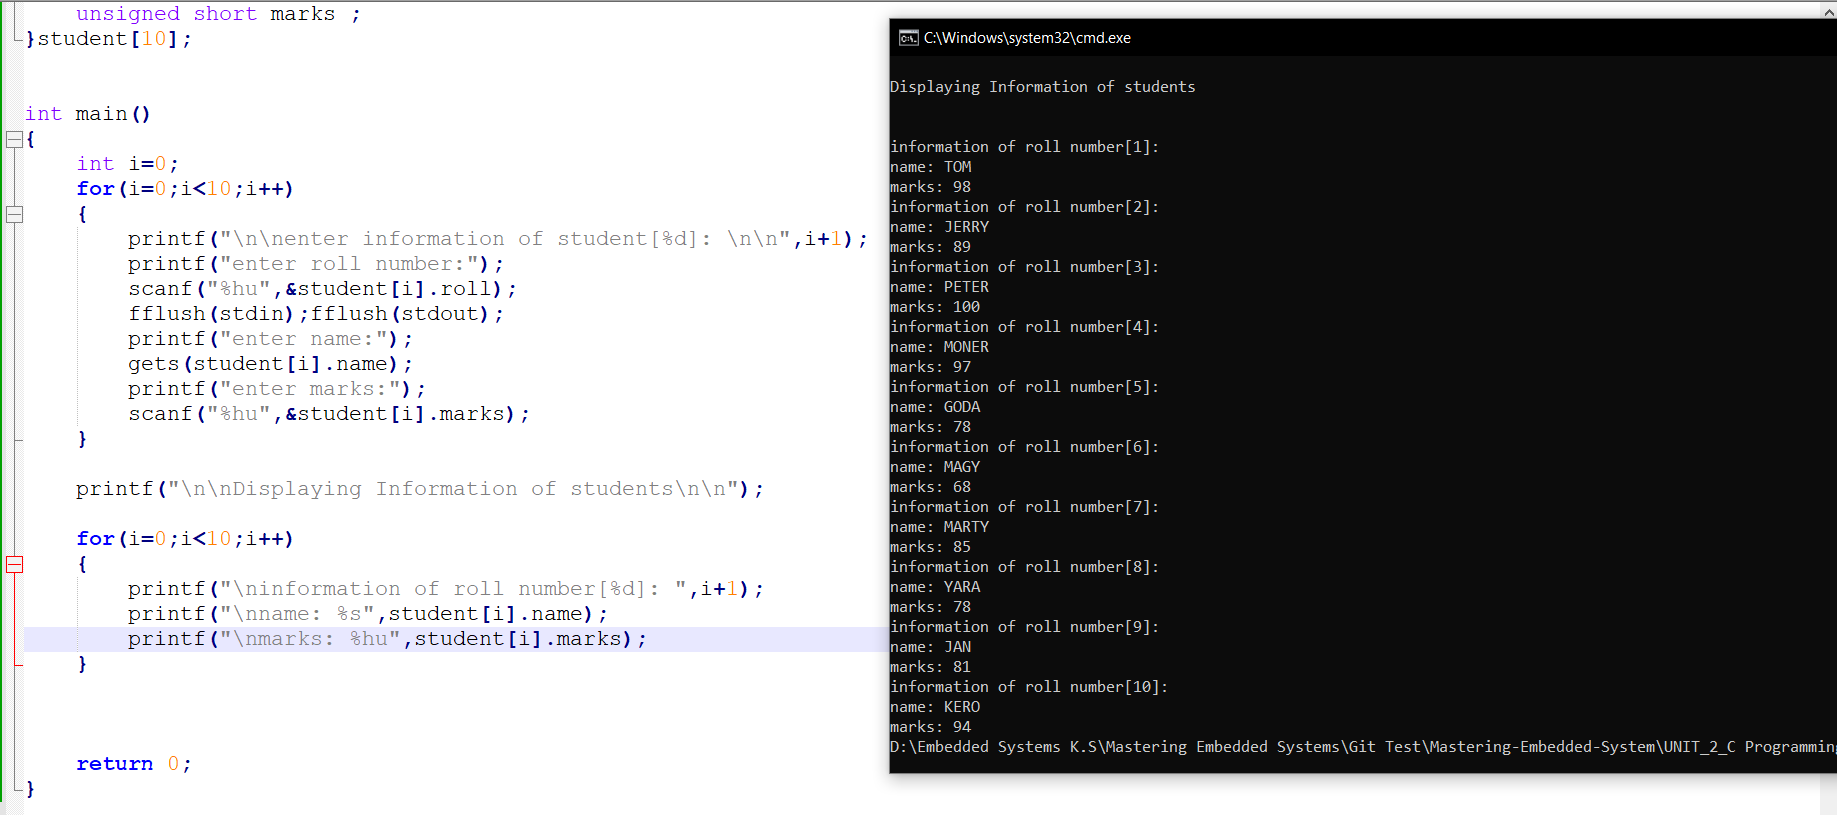 unsigned short marks ;
}student[10];
int main()
{
    int i=0;
    for(i=0;i<10;i++)
    {
        printf("\n\nenter information of student[%d]: \n\n",i+1);
        printf("enter roll number:");
        scanf("%hu",&student[i].roll);
        fflush(stdin);fflush(stdout);
        printf("enter name:");
        gets(student[i].name);
        printf("enter marks:");
        scanf("%hu",&student[i].marks);
    }
    printf("\n\nDisplaying Information of students\n\n");
    for(i=0;i<10;i++)
    {
        printf("\ninformation of roll number[%d]: ",i+1);
        printf("\nname: %s",student[i].name);
        printf("\nmarks: %hu",student[i].marks);
    }
    return 0;
}
C:\Windows\system32\cmd.exe
Displaying Information of students
information of roll number[1]:
name: TOM
marks: 98
information of roll number[2]:
name: JERRY
marks: 89
information of roll number[3]:
name: PETER
marks: 100
information of roll number[4]:
name: MONER
marks: 97
information of roll number[5]:
name: GODA
marks: 78
information of roll number[6]:
name: MAGY
marks: 68
information of roll number[7]:
name: MARTY
marks: 85
information of roll number[8]:
name: YARA
marks: 78
information of roll number[9]:
name: JAN
marks: 81
information of roll number[10]:
name: KERO
marks: 94
D:\Embedded Systems K.S\Mastering Embedded Systems\Git Test\Mastering-Embedded-System\UNIT_2_C Programming